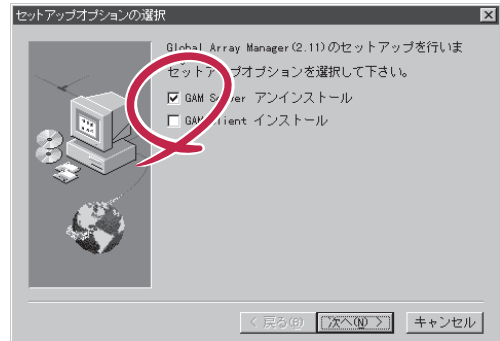 セットアップオプションの選択
Global Array Manager(2.11)のセットアップを行いま
セットアップオプションを選択して下さい。
GAM Server アンインストール
GAM Client インストール
< 戻る(B)
次へ(N) >
キャンセル